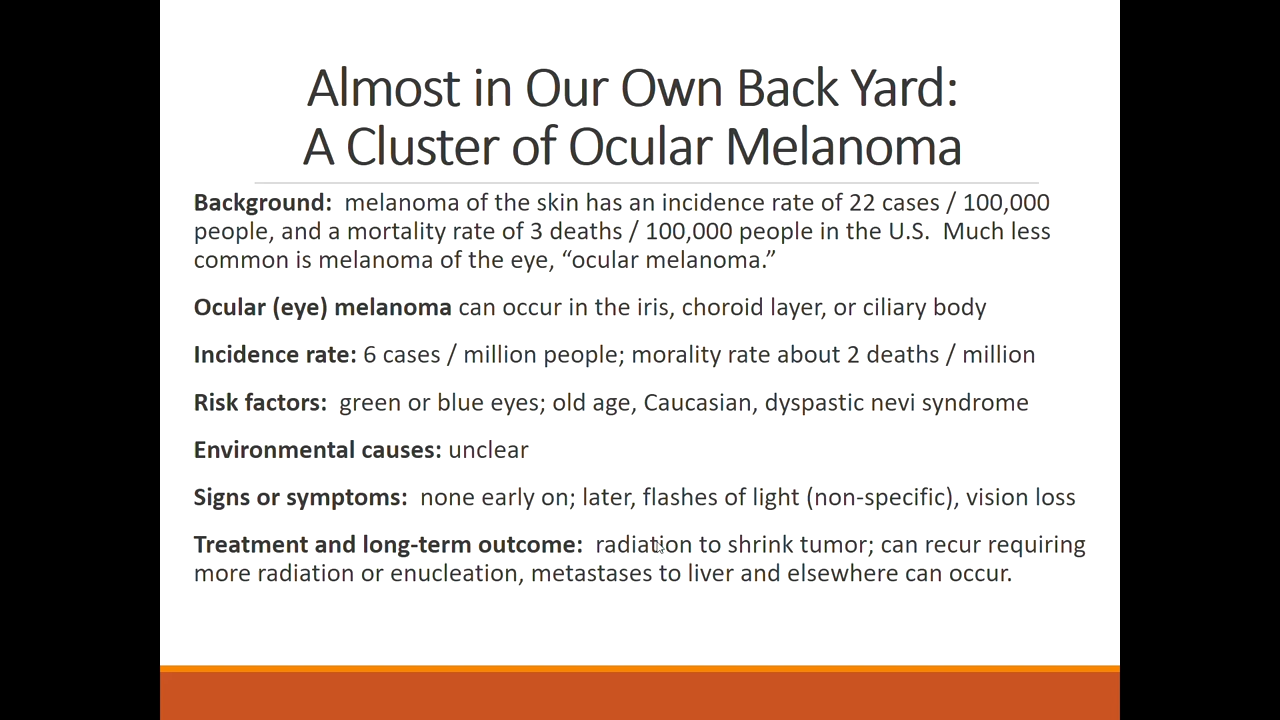 Almost in Our Own Back Yard:
A Cluster of Ocular Melanoma
Background:  melanoma of the skin has an incidence rate of 22 cases / 100,000
people, and a mortality rate of 3 deaths / 100,000 people in the U.S.  Much less
common is melanoma of the eye, “ocular melanoma.”
Ocular (eye) melanoma can occur in the iris, choroid layer, or ciliary body
Incidence rate: 6 cases / million people; morality rate about 2 deaths / million
Risk factors:  green or blue eyes; old age, Caucasian, dyspastic nevi syndrome
Environmental causes: unclear
Signs or symptoms:  none early on; later, flashes of light (non-specific), vision loss
Treatment and long-term outcome:  radiation to shrink tumor; can recur requiring
more radiation or enucleation, metastases to liver and elsewhere can occur.